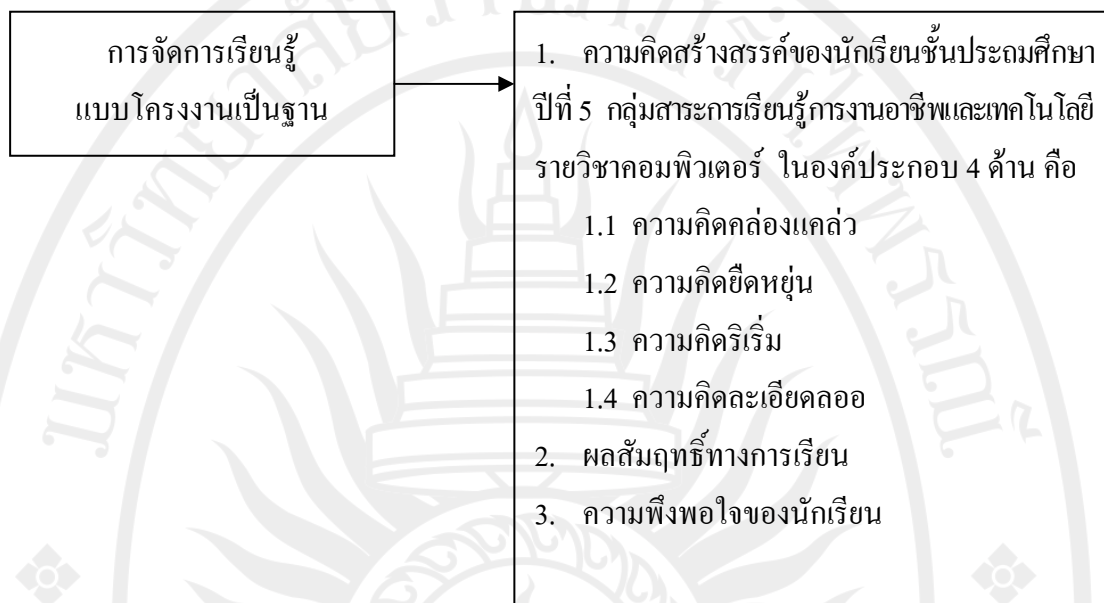 การจัดการเรียนรู้
แบบโครงงานเป็นฐาน
1. ความคิดสร้างสรรค์ของนักเรียนชั้นประถมศึกษา
ปีที่ 5 กลุ่มสาระการเรียนรู้การงานอาชีพและเทคโนโลยี
รายวิชาคอมพิวเตอร์ ในองค์ประกอบ 4 ด้าน คือ
1.1 ความคิดคล่องแคล่ว
1.2 ความคิดยืดหยุ่น
1.3 ความคิดริเริ่ม
1.4 ความคิดละเอียดลออ
2. ผลสัมฤทธิ์ทางการเรียน
3. ความพึงพอใจของนักเรียน